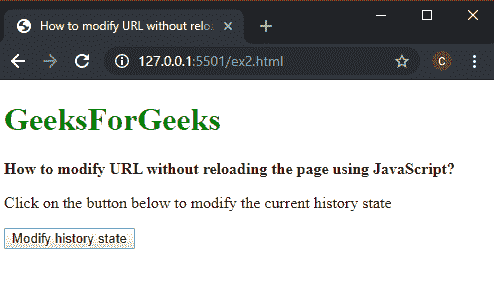 How to modify URL without relo
127.0.0.1:5501/ex2.html
C
GeeksForGeeks
How to modify URL without reloading the page using JavaScript?
Click on the button below to modify the current history state
Modify history state